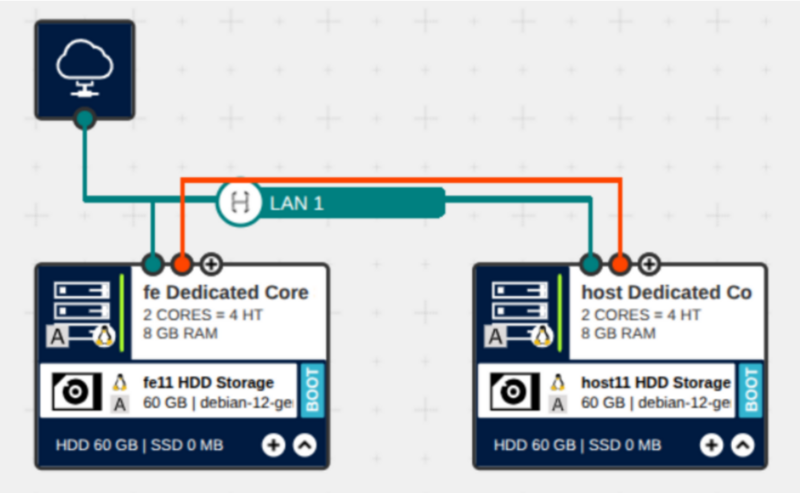 LAN 1
fe Dedicated Core
2 CORES = 4 HT
8 GB RAM
A
fe11 HDD Storage
60 GB | debian-12-ge
A
BOOT
HDD 60 GB | SSD 0 MB
host Dedicated Co
2 CORES = 4 HT
8 GB RAM
A
host11 HDD Storage
60 GB | debian-12-ge
A
BOOT
HDD 60 GB | SSD 0 MB